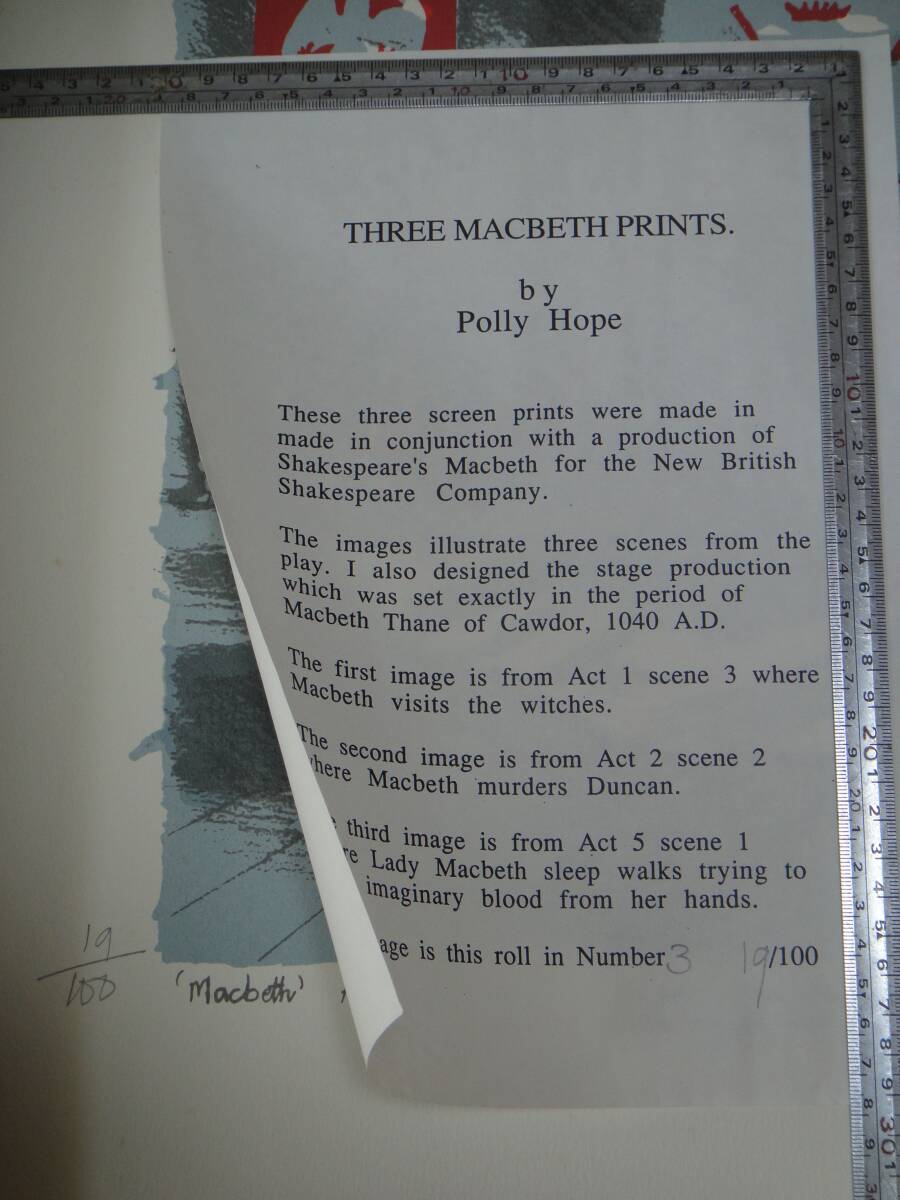 THREE MACBETH PRINTS.
by
Polly Hope
These three screen prints were made in
made in conjunction with a production of
Shakespeare's Macbeth for the New British
Shakespeare Company.
The images illustrate three scenes from the
play. I also designed the stage production
which was set exactly in the period of
Macbeth Thane of Cawdor, 1040 A.D.
The first image is from Act 1 scene 3 where
Macbeth visits the witches.
The second image is from Act 2 scene 2
where Macbeth murders Duncan.
third image is from Act 5 scene 1
Lady Macbeth sleep walks trying to
imaginary blood from her hands.
is this roll in Number 3 19/100
19/100 'Macbeth'